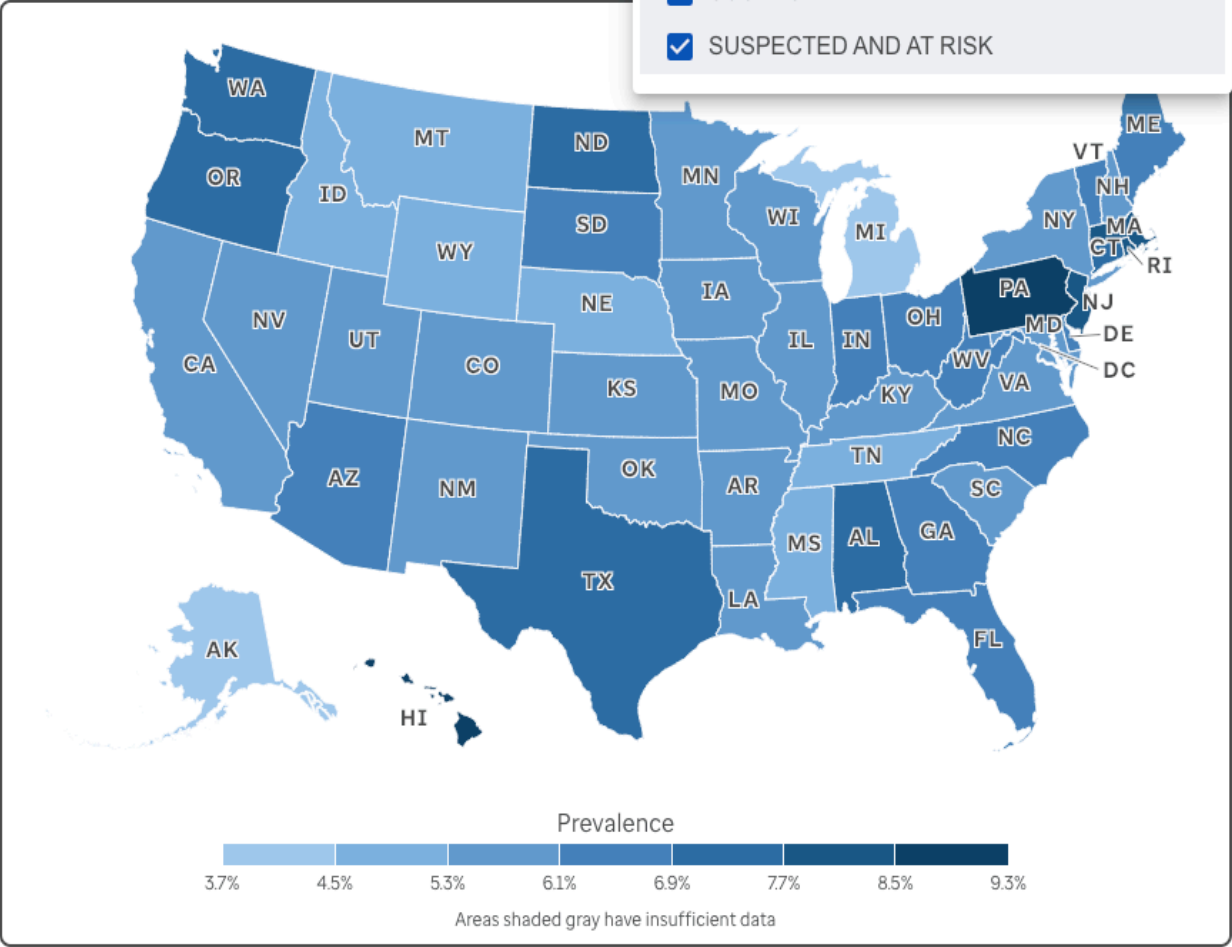 SUSPECTED AND AT RISK
WA
MT
ND
ME
VT
OR
ID
MN
NH
SD
WI
NY
MA
MI
WY
CT
RI
IA
PA
NE
NJ
NV
OH
MD
DE
UT
IL
IN
CO
WV
DC
CA
KS
MO
KY
VA
NC
TN
OK
AZ
NM
AR
SC
GA
MS
AL
TX
LA
FL
AK
HI
Prevalence
3.7% 4.5% 5.3% 6.1% 6.9% 7.7% 8.5% 9.3%
Areas shaded gray have insufficient data